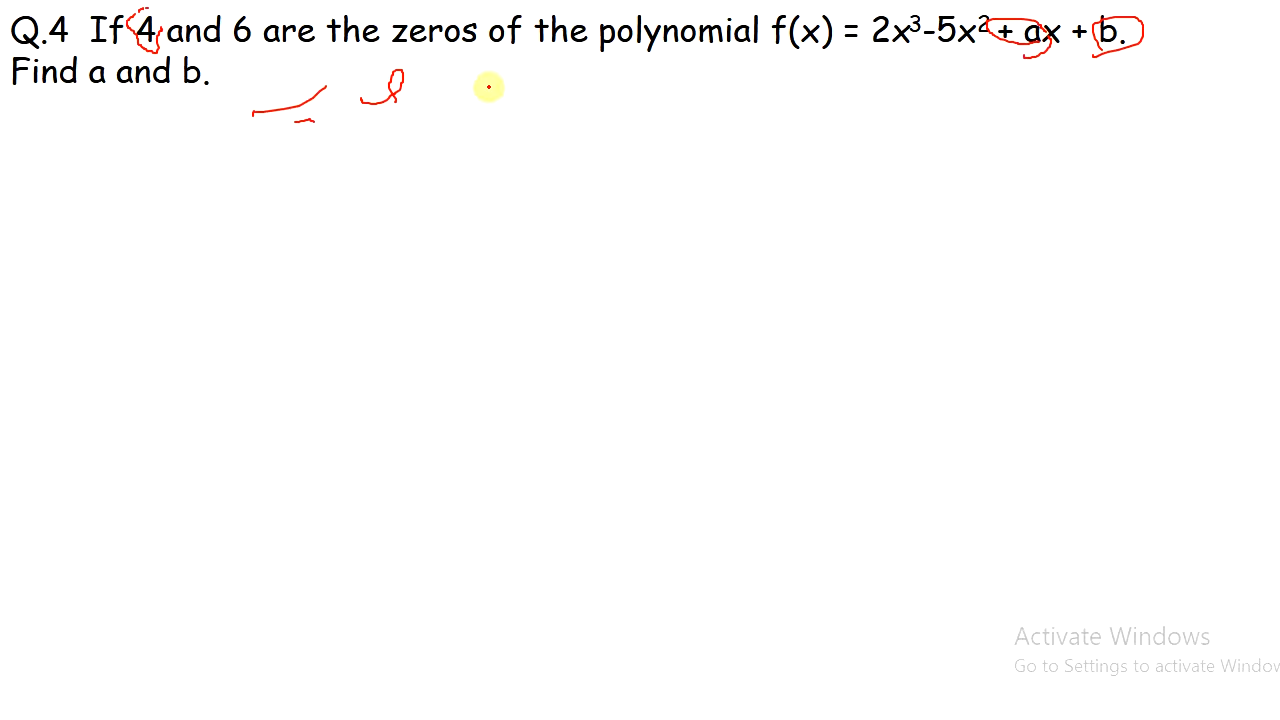 Q.4 If 4 and 6 are the zeros of the polynomial f(x) = 2x³-5x² + ax + b.
Find a and b.
Activate Windows
Go to Settings to activate Window